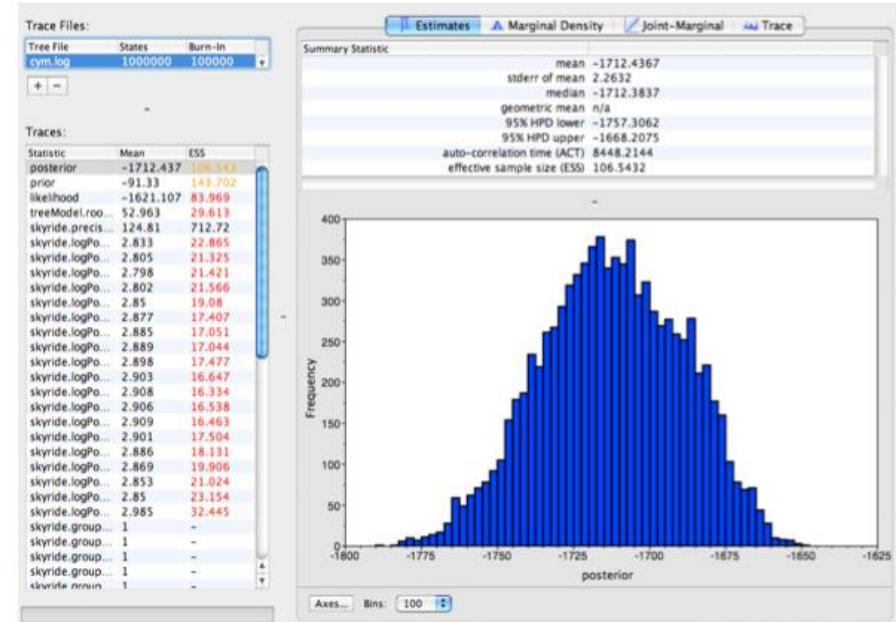 Trace Files:
Tree File States Burn-In
cym.log 1000000 100000
+ -
Traces:
Statistic Mean ESS
posterior -1712.437 106.543
prior -91.33 143.702
likelihood -1621.107 83.969
treeModel.roo... 52.963 29.613
skyride.precis... 124.81 712.72
skyride.logPo... 2.833 22.865
skyride.logPo... 2.805 21.325
skyride.logPo... 2.798 21.421
skyride.logPo... 2.802 21.566
skyride.logPo... 2.85 19.08
skyride.logPo... 2.877 17.407
skyride.logPo... 2.885 17.051
skyride.logPo... 2.889 17.044
skyride.logPo... 2.898 17.477
skyride.logPo... 2.903 16.647
skyride.logPo... 2.908 16.334
skyride.logPo... 2.906 16.538
skyride.logPo... 2.909 16.463
skyride.logPo... 2.901 17.504
skyride.logPo... 2.886 18.131
skyride.logPo... 2.869 19.906
skyride.logPo... 2.853 21.024
skyride.logPo... 2.85 23.154
skyride.logPo... 2.985 32.445
skyride.group... 1 -
skyride.group... 1 -
skyride.group... 1 -
skyride.group... 1 -
skyride.group 1 -
Estimates Marginal Density Joint-Marginal Trace
Summary Statistic
mean -1712.4367
stderr of mean 2.2632
median -1712.3837
geometric mean n/a
95% HPD lower -1757.3062
95% HPD upper -1668.2075
auto-correlation time (ACT) 8448.2144
effective sample size (ESS) 106.5432
400
350
300
250
200
150
100
50
0
Frequency
-1800 -1775 -1750 -1725 -1700 -1675 -1650 -1625
posterior
Axes... Bins: 100